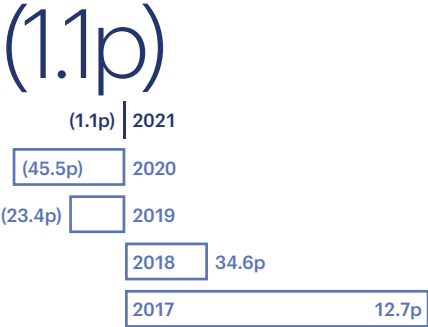 (1.1p)
(1.1p) 2021
(45.5p) 2020
(23.4p) 2019
2018 34.6p
2017 12.7p